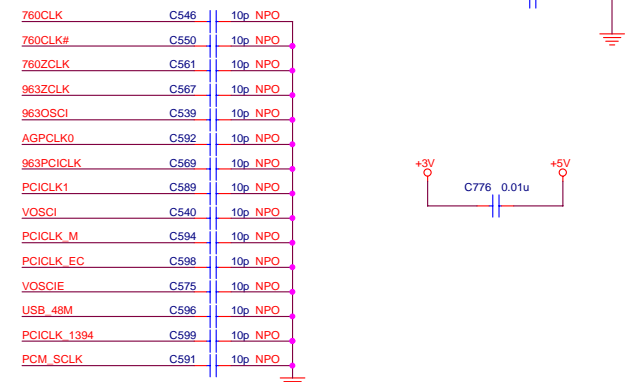 760CLK C546 10p NPO
760CLK# C550 10p NPO
760ZCLK C561 10p NPO
963ZCLK C567 10p NPO
963OSCI C539 10p NPO
AGPCLK0 C592 10p NPO
963PCICLK C569 10p NPO
PCICLK1 C589 10p NPO
VOSCI C540 10p NPO
PCICLK_M C594 10p NPO
PCICLK_EC C598 10p NPO
VOSCIE C575 10p NPO
USB_48M C596 10p NPO
PCICLK_1394 C599 10p NPO
PCM_SCLK C591 10p NPO
+3V +5V
C776 0.01u